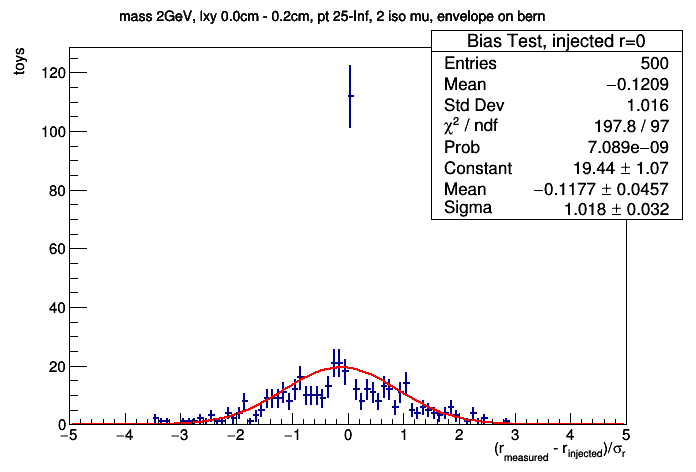 mass 2GeV, lxy 0.0cm - 0.2cm, pt 25-Inf, 2 iso mu, envelope on bern
Bias Test, injected r=0
Entries 500
Mean −0.1209
Std Dev 1.016
χ² / ndf 197.8 / 97
Prob 7.089e−09
Constant 19.44 ± 1.07
Mean −0.1177 ± 0.0457
Sigma 1.018 ± 0.032
toys
120
100
80
60
40
20
0
−5 −4 −3 −2 −1 0 1 2 3 4 5
(r_measured - r_injected)/σ_r